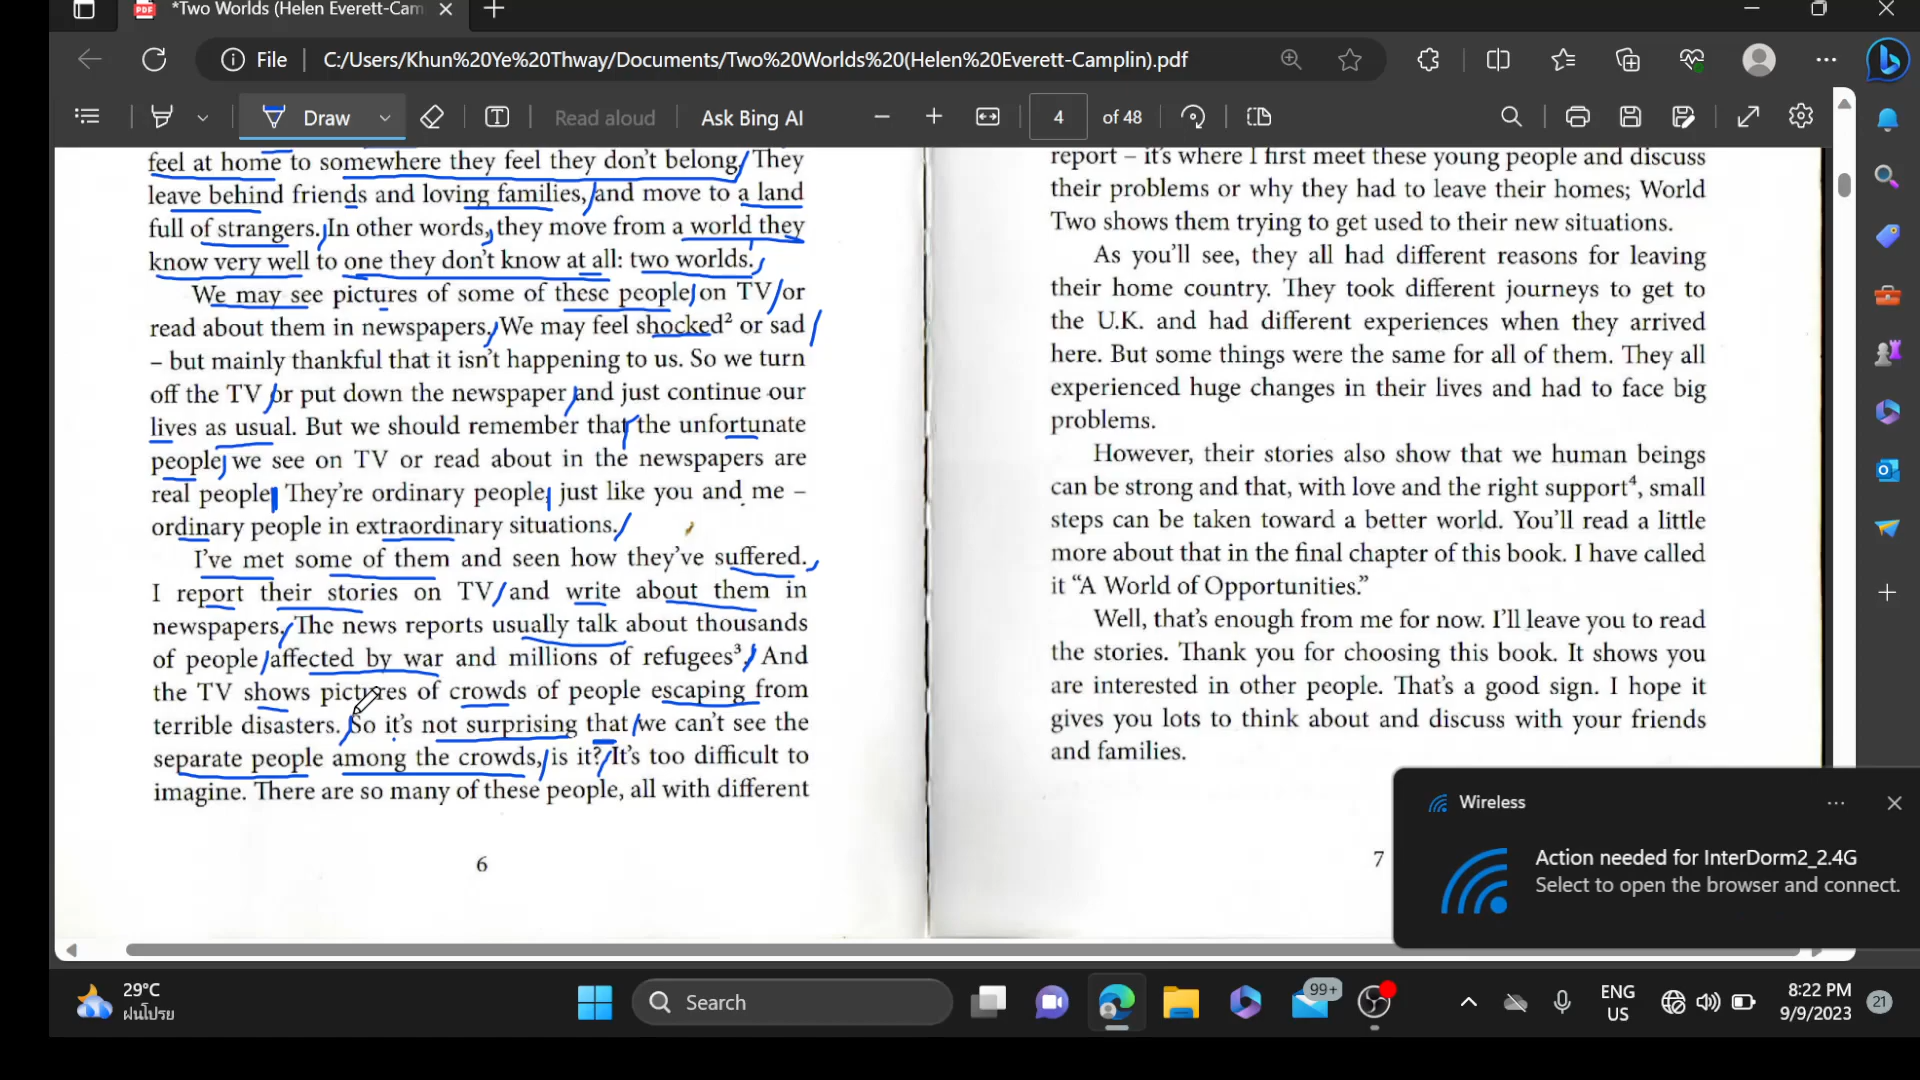 *Two Worlds (Helen Everett-Cam
File
C:/Users/Khun%20Ye%20Thway/Documents/Two%20Worlds%20(Helen%20Everett-Camplin).pdf
Draw
Read aloud
Ask Bing AI
4
of 48
feel at home to somewhere they feel they don't belong. They
leave behind friends and loving families, and move to a land
full of strangers. In other words, they move from a world they
know very well to one they don't know at all: two worlds.
We may see pictures of some of these people on TV or
read about them in newspapers. We may feel shocked² or sad
– but mainly thankful that it isn't happening to us. So we turn
off the TV or put down the newspaper and just continue our
lives as usual. But we should remember that the unfortunate
people we see on TV or read about in the newspapers are
real people. They're ordinary people, just like you and me –
ordinary people in extraordinary situations.
I've met some of them and seen how they've suffered.
I report their stories on TV and write about them in
newspapers. The news reports usually talk about thousands
of people affected by war and millions of refugees³. And
the TV shows pictures of crowds of people escaping from
terrible disasters. So it's not surprising that we can't see the
separate people among the crowds, is it? It's too difficult to
imagine. There are so many of these people, all with different
6
report – it's where I first meet these young people and discuss
their problems or why they had to leave their homes; World
Two shows them trying to get used to their new situations.
As you'll see, they all had different reasons for leaving
their home country. They took different journeys to get to
the U.K. and had different experiences when they arrived
here. But some things were the same for all of them. They all
experienced huge changes in their lives and had to face big
problems.
However, their stories also show that we human beings
can be strong and that, with love and the right support⁴, small
steps can be taken toward a better world. You'll read a little
more about that in the final chapter of this book. I have called
it “A World of Opportunities.”
Well, that's enough from me for now. I'll leave you to read
the stories. Thank you for choosing this book. It shows you
are interested in other people. That's a good sign. I hope it
gives you lots to think about and discuss with your friends
and families.
7
Wireless
Action needed for InterDorm2_2.4G
Select to open the browser and connect.
29°C
ฝนโปรย
Search
99+
ENG
US
8:22 PM
9/9/2023
21